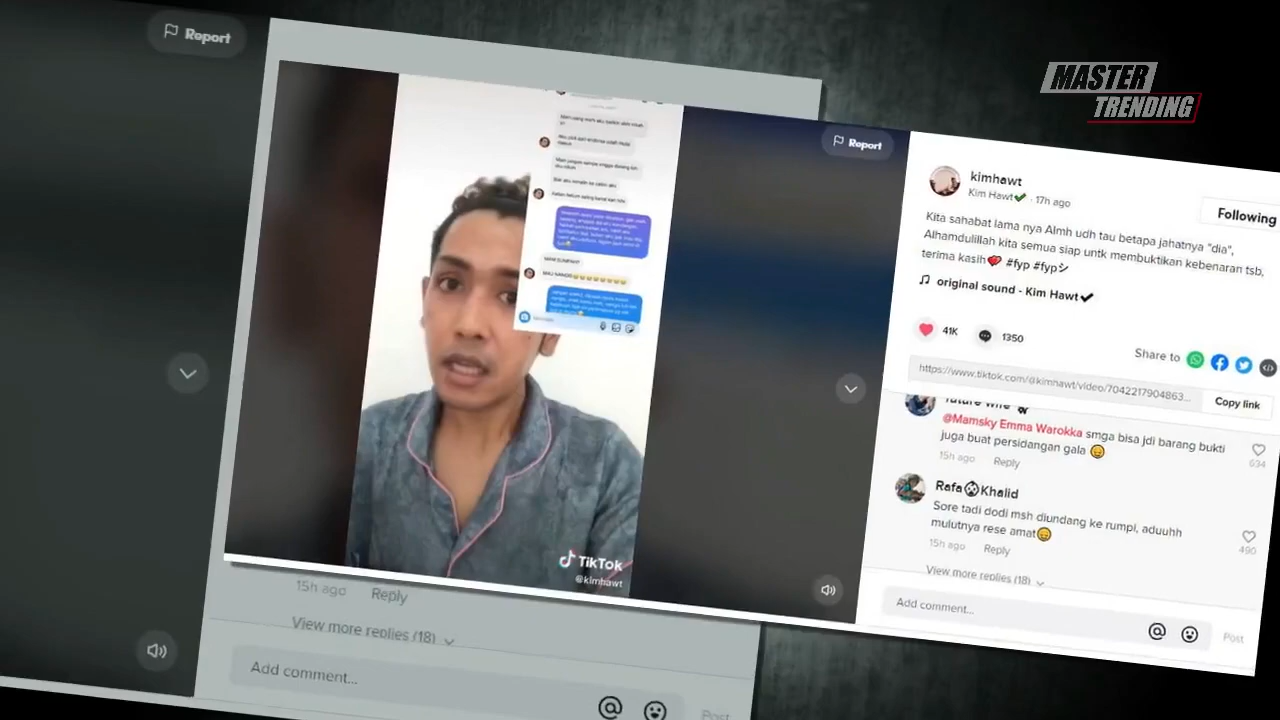 Report
MASTER
TRENDING
Report
kimhawt
Kim Hawt✔ · 17h ago
Following
Kita sahabat lama nya Almh udh tau betapa jahatnya "dia",
Alhamdulillah kita semua siap untk membuktikan kebenaran tsb,
terima kasih💖 #fyp #fypシ
original sound - Kim Hawt✔
41K
1350
Share to
https://www.tiktok.com/@kimhawt/video/7042217904863...
Copy link
future wife
@Mamsky Emma Warokka smga bisa jdi barang bukti
juga buat persidangan gala
634
15h ago Reply
Rafa Khalid
Sore tadi dodi msh diundang ke rumpi, aduuhh
mulutnya rese amat
490
15h ago Reply
View more replies (18)
Add comment...
Post
TikTok
@kimhawt
15h ago Reply
View more replies (18)
Add comment...
Post